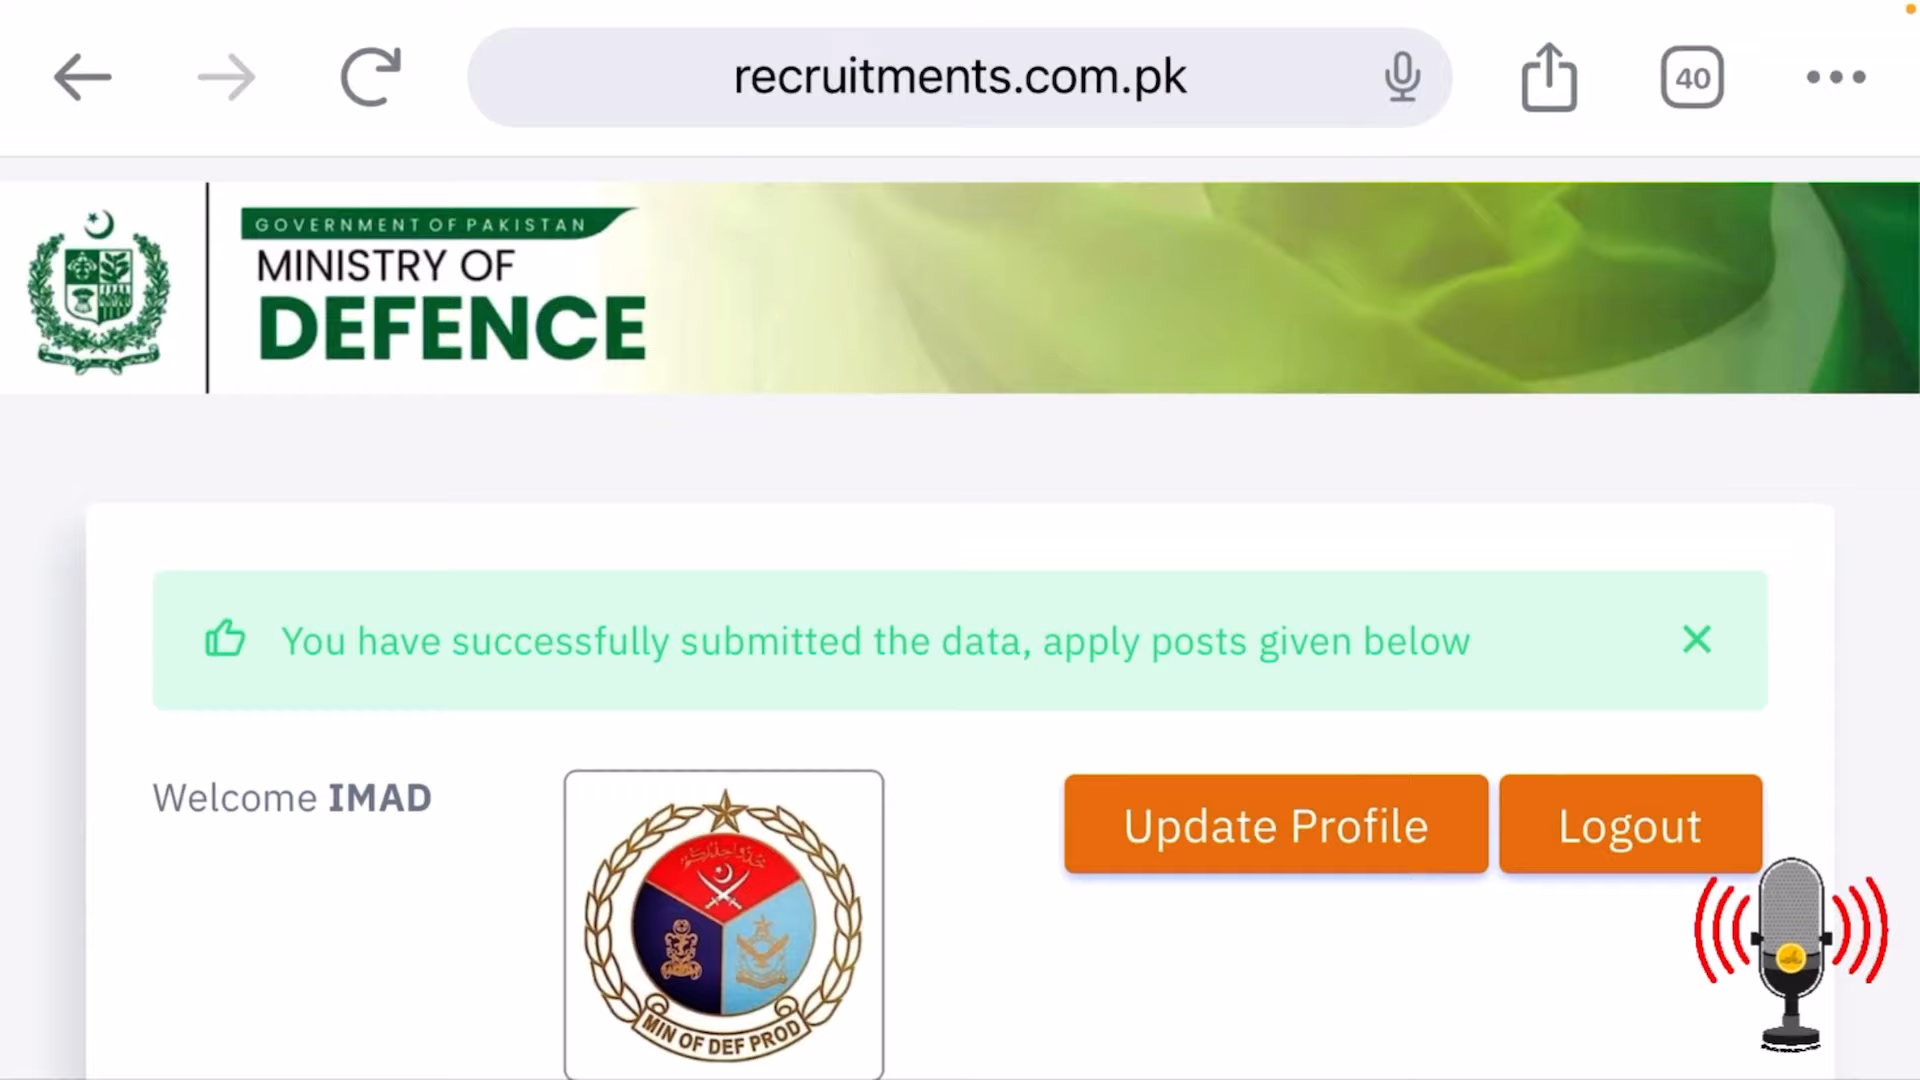 recruitments.com.pk
40
GOVERNMENT OF PAKISTAN
MINISTRY OF
DEFENCE
You have successfully submitted the data, apply posts given below
Welcome IMAD
Update Profile
Logout
MIN OF DEF PROD